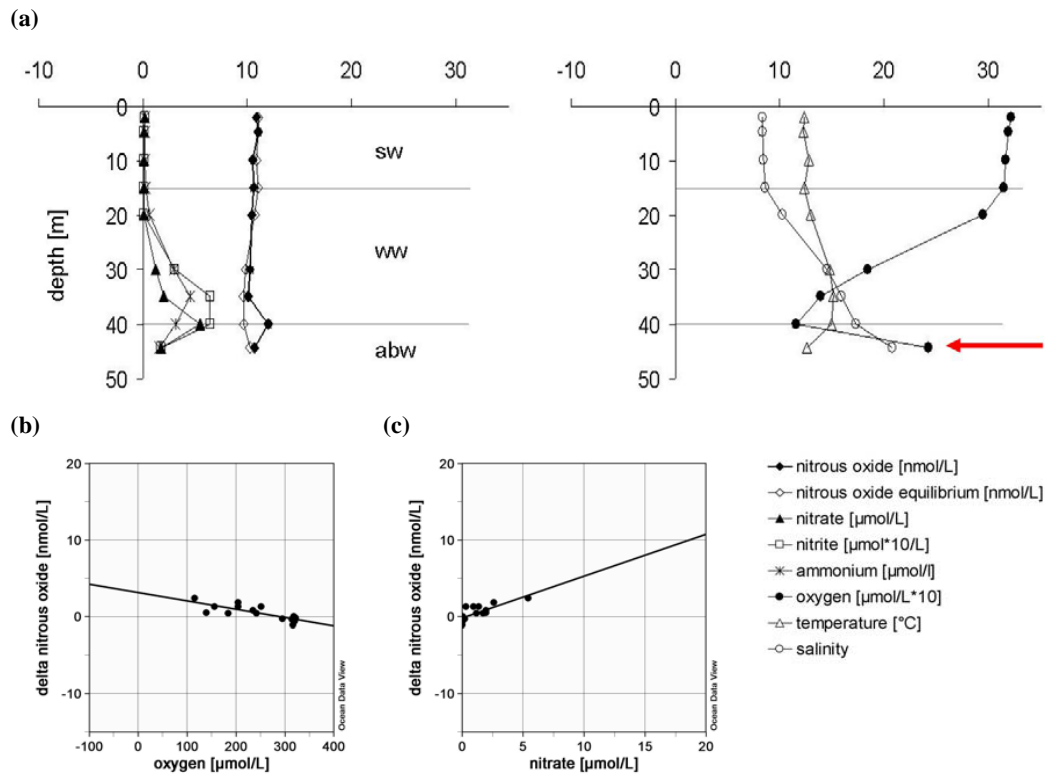 (a)
-10 0 10 20 30
-10 0 10 20 30
0
10
20
30
40
50
depth [m]
sw
ww
abw
0
10
20
30
40
50
(b)
(c)
20
10
0
-10
delta nitrous oxide [nmol/L]
-100 0 100 200 300 400
oxygen [µmol/L]
Ocean Data View
20
10
0
-10
delta nitrous oxide [nmol/L]
0 5 10 15 20
nitrate [µmol/L]
Ocean Data View
nitrous oxide [nmol/L]
nitrous oxide equilibrium [nmol/L]
nitrate [µmol/L]
nitrite [µmol*10/L]
ammonium [µmol/l]
oxygen [µmol/L*10]
temperature [°C]
salinity